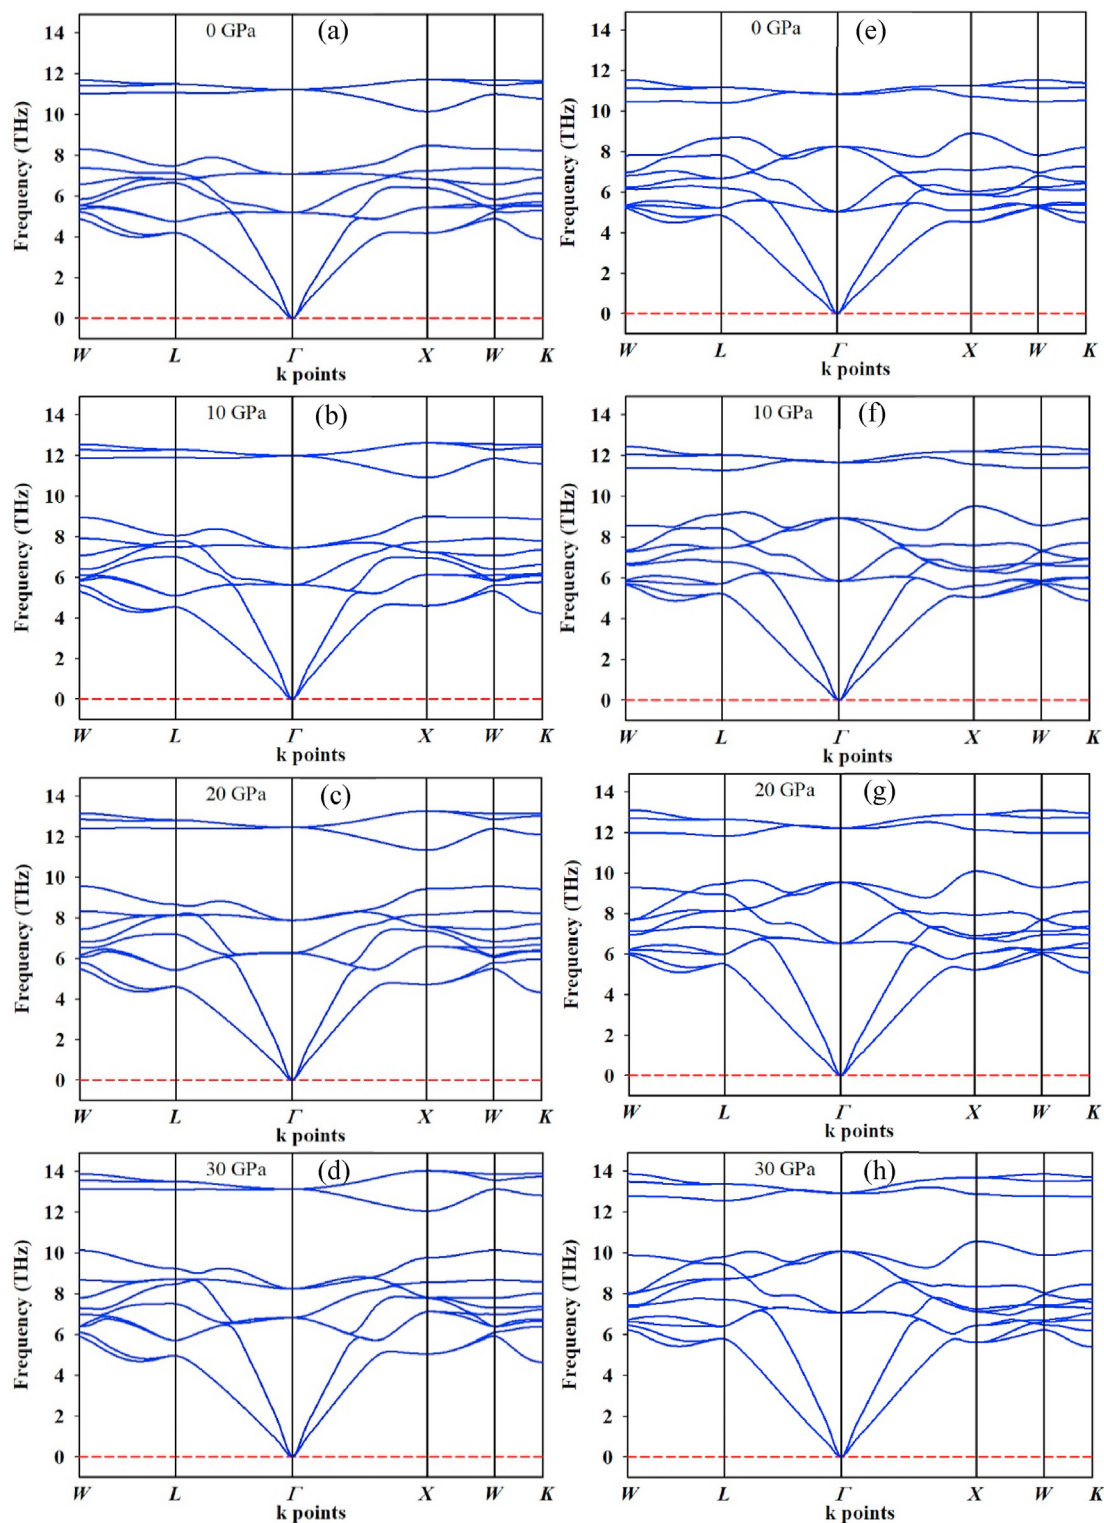 0 GPa (a)
Frequency (THz)
14
12
10
8
6
4
2
0
W L Γ X W K
k points
0 GPa (e)
Frequency (THz)
14
12
10
8
6
4
2
0
W L Γ X W K
k points
10 GPa (b)
Frequency (THz)
14
12
10
8
6
4
2
0
W L Γ X W K
k points
10 GPa (f)
Frequency (THz)
14
12
10
8
6
4
2
0
W L Γ X W K
k points
20 GPa (c)
Frequency (THz)
14
12
10
8
6
4
2
0
W L Γ X W K
k points
20 GPa (g)
Frequency (THz)
14
12
10
8
6
4
2
0
W L Γ X W K
k points
30 GPa (d)
Frequency (THz)
14
12
10
8
6
4
2
0
W L Γ X W K
k points
30 GPa (h)
Frequency (THz)
14
12
10
8
6
4
2
0
W L Γ X W K
k points